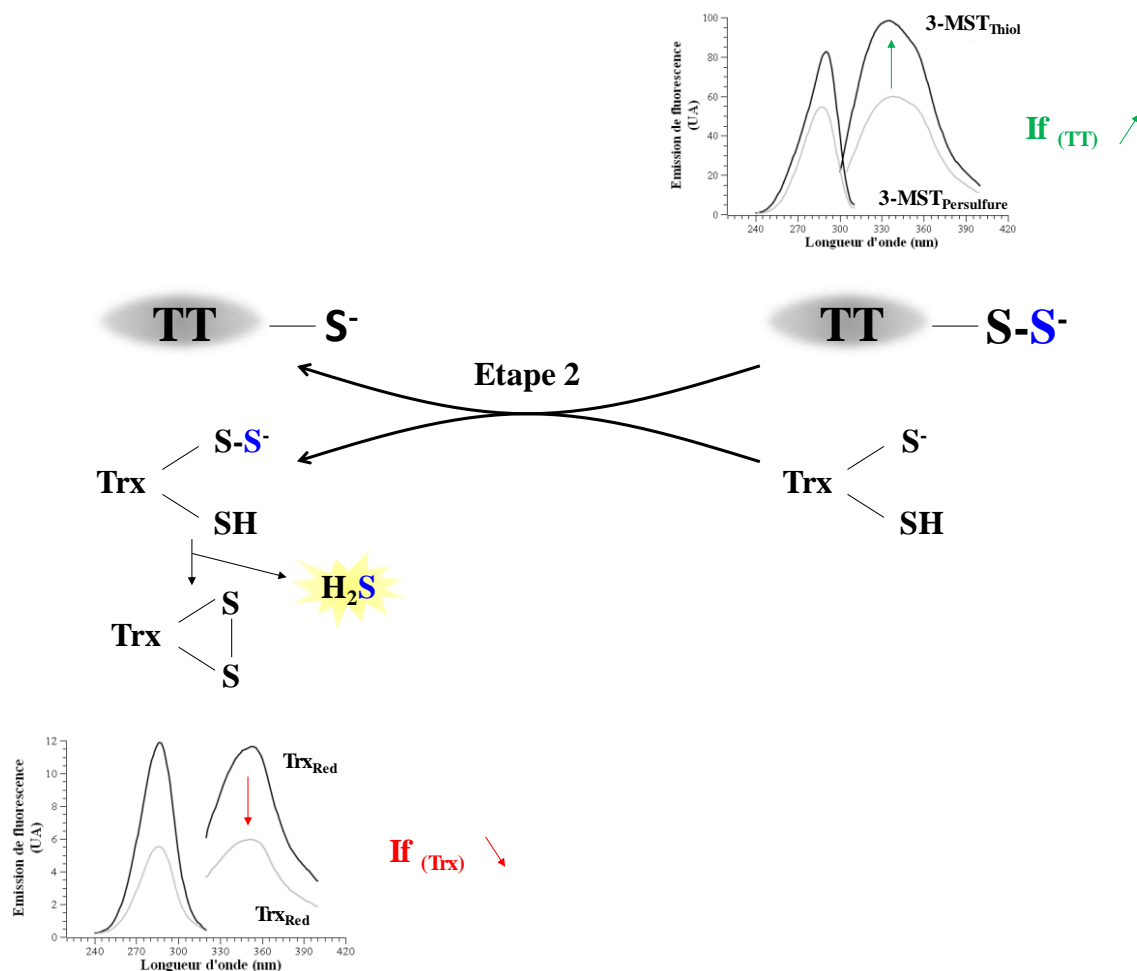 Emission de fluorescence
(UA)
100
80
60
40
20
0
240 270 300 330 360 390 420
Longueur d'onde (nm)
3-MSTThiol
3-MSTPersulfure
If (TT)
TT S-
TT S-S-
Etape 2
Trx S-S- SH
Trx S- SH
H2S
Trx S S
Emission de fluorescence
(UA)
12
10
8
6
4
2
0
240 270 300 330 360 390 420
Longueur d'onde (nm)
TrxRed
TrxRed
If (Trx)